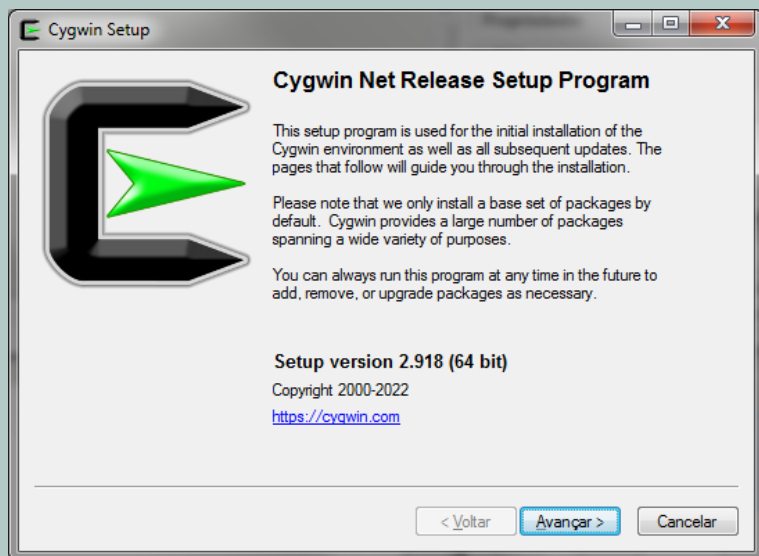 Cygwin Setup
Cygwin Net Release Setup Program
This setup program is used for the initial installation of the
Cygwin environment as well as all subsequent updates. The
pages that follow will guide you through the installation.
Please note that we only install a base set of packages by
default. Cygwin provides a large number of packages
spanning a wide variety of purposes.
You can always run this program at any time in the future to
add, remove, or upgrade packages as necessary.
Setup version 2.918 (64 bit)
Copyright 2000-2022
https://cygwin.com
< Voltar Avançar > Cancelar